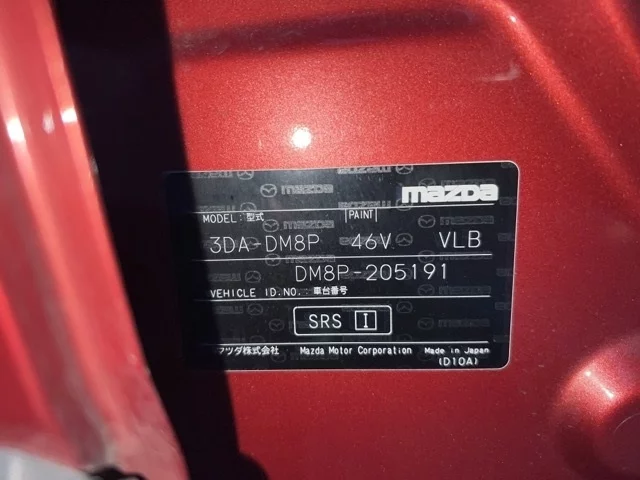 mazda
MODEL:型式 PAINT
3DA-DM8P 46V VLB
DM8P-205191
VEHICLE ID.NO.:車台番号
SRS I
マツダ株式会社 Mazda Motor Corporation Made in Japan
(D10A)